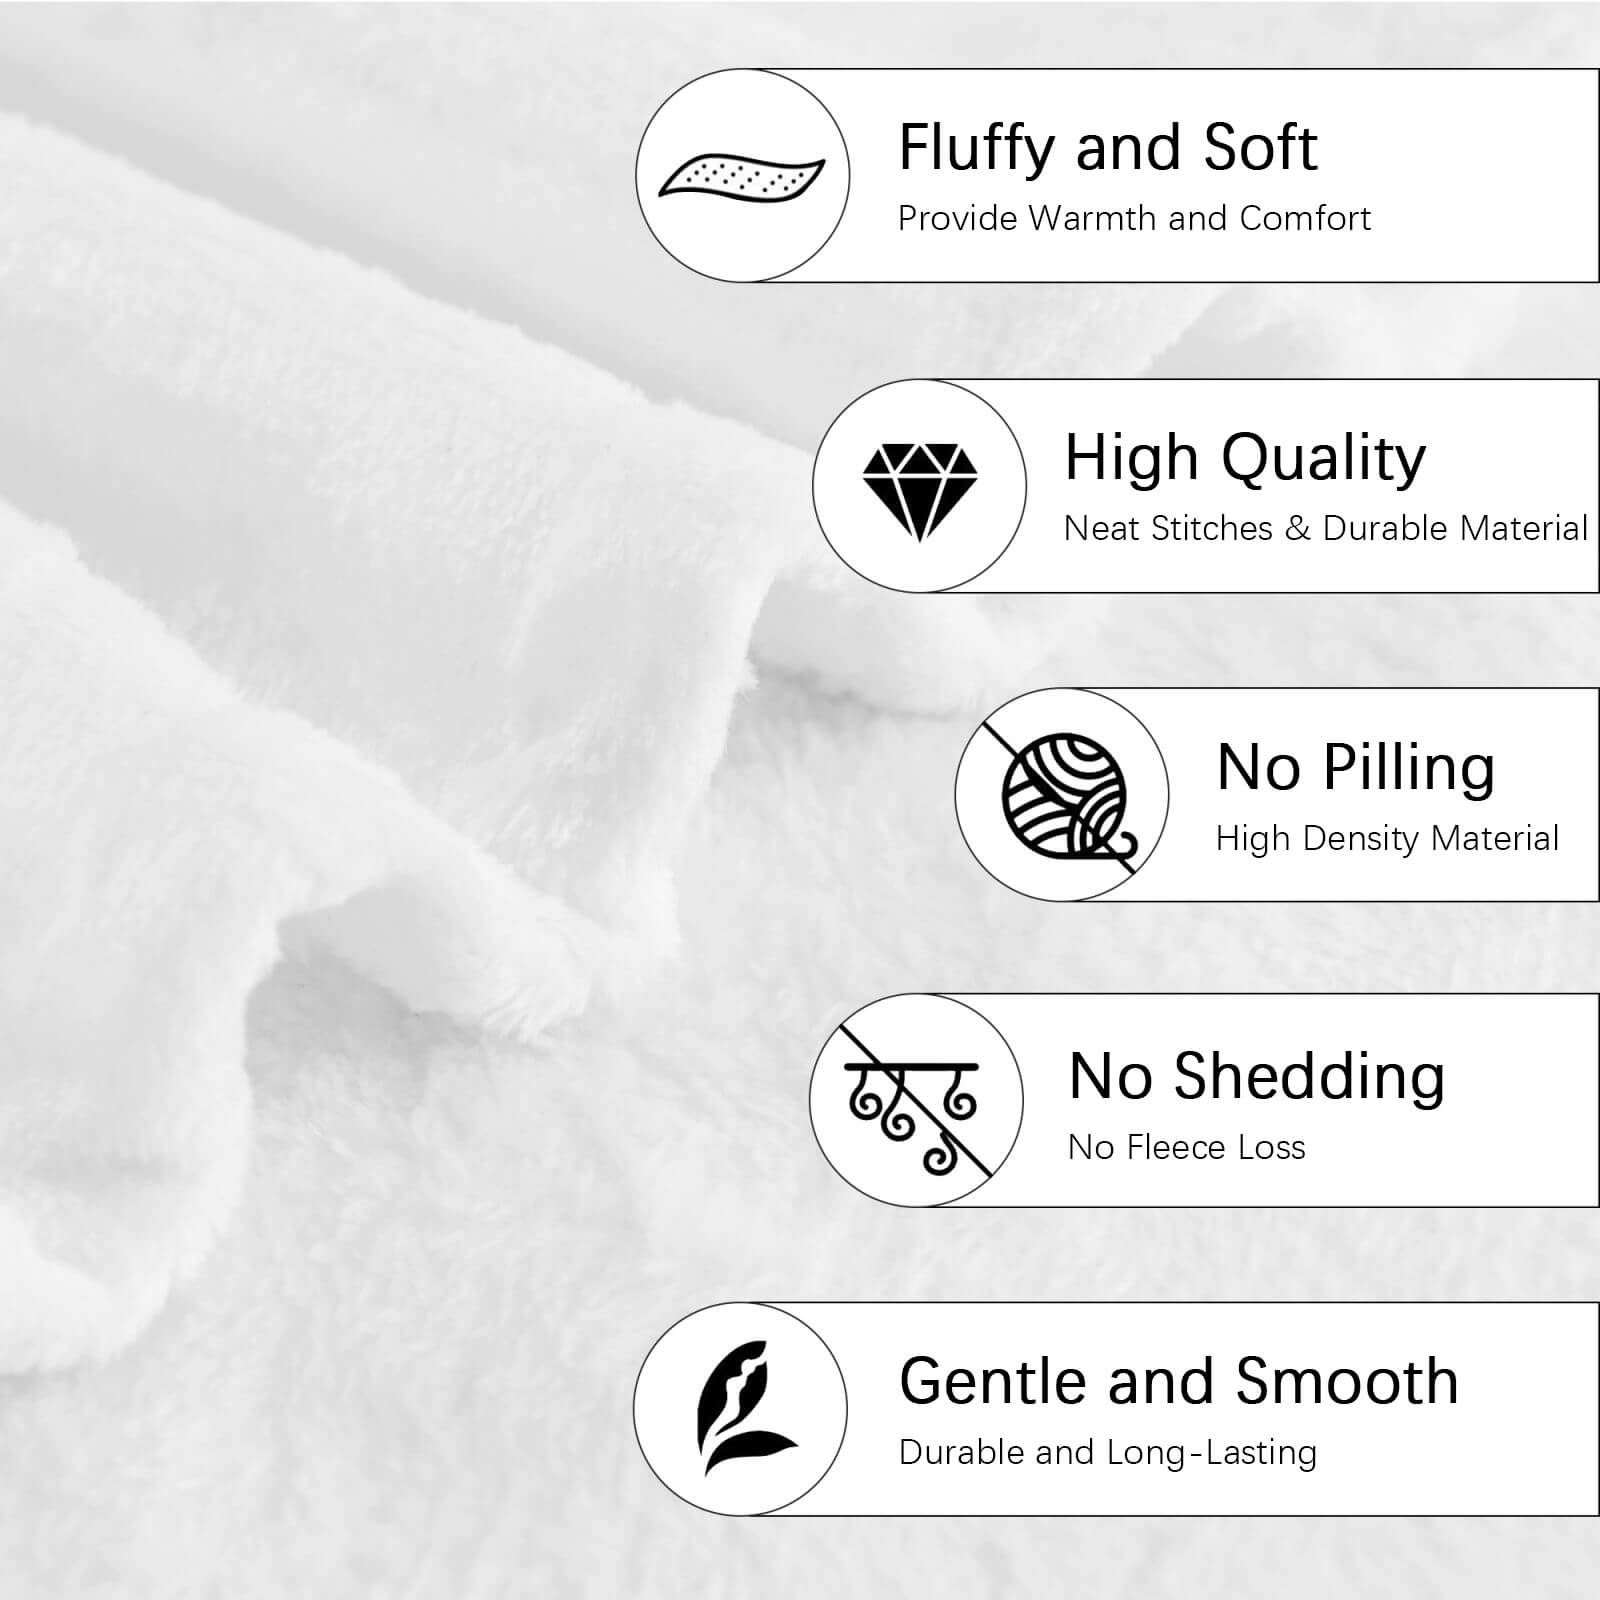 Fluffy and Soft
Provide Warmth and Comfort
High Quality
Neat Stitches & Durable Material
No Pilling
High Density Material
No Shedding
No Fleece Loss
Gentle and Smooth
Durable and Long-Lasting